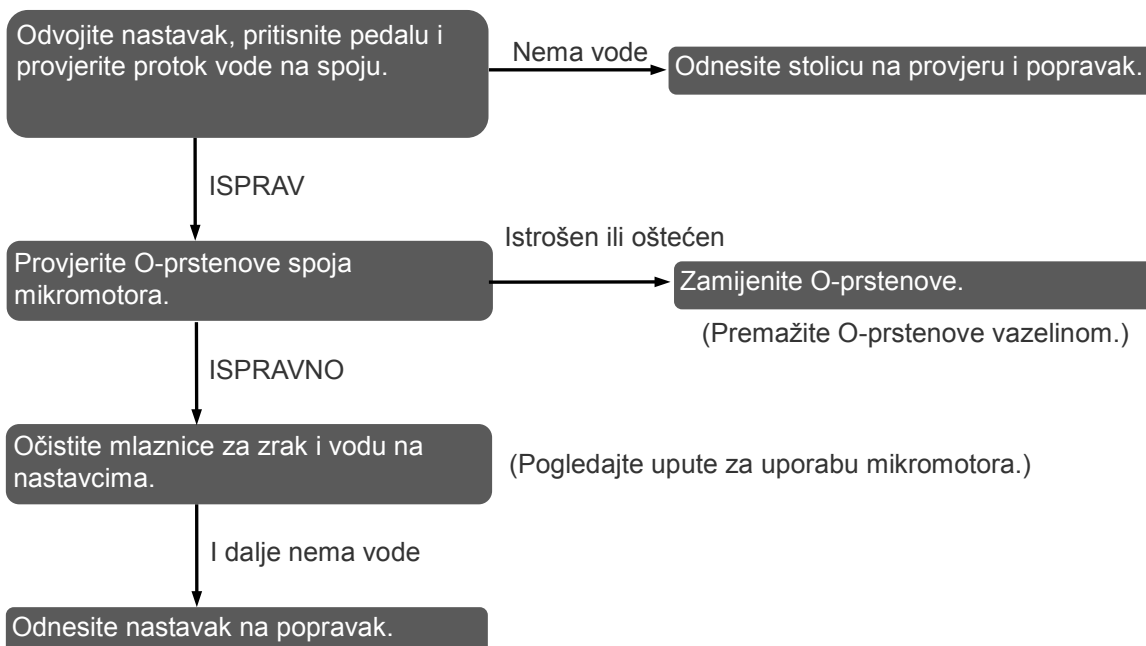 Odvojite nastavak, pritisnite pedalu i
provjerite protok vode na spoju.
Nema vode
Odnesite stolicu na provjeru i popravak.
ISPRAV
Provjerite O-prstenove spoja
mikromotora.
Istrošen ili oštećen
Zamijenite O-prstenove.
(Premažite O-prstenove vazelinom.)
ISPRAVNO
Očistite mlaznice za zrak i vodu na
nastavcima.
(Pogledajte upute za uporabu mikromotora.)
I dalje nema vode
Odnesite nastavak na popravak.